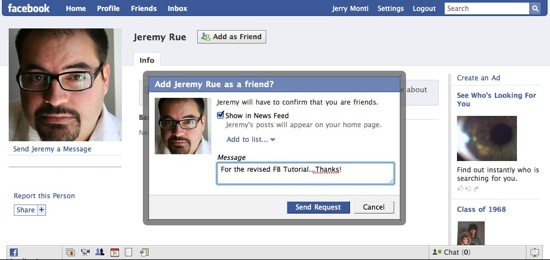 facebook Home Profile Friends Inbox Jerry Monti Settings Logout Search
Jeremy Rue Add as Friend
Info
Add Jeremy Rue as a friend?
Jeremy will have to confirm that you are friends.
Show in News Feed
Jeremy's posts will appear on your home page.
Add to list...
Message
For the revised FB Tutorial...Thanks!
Send Request Cancel
about
Ba
Ne
Send Jeremy a Message
Report this Person
Share +
Create an Ad
See Who's Looking For
You
Find out instantly who is
searching for you.
Class of 1968
Chat (0)